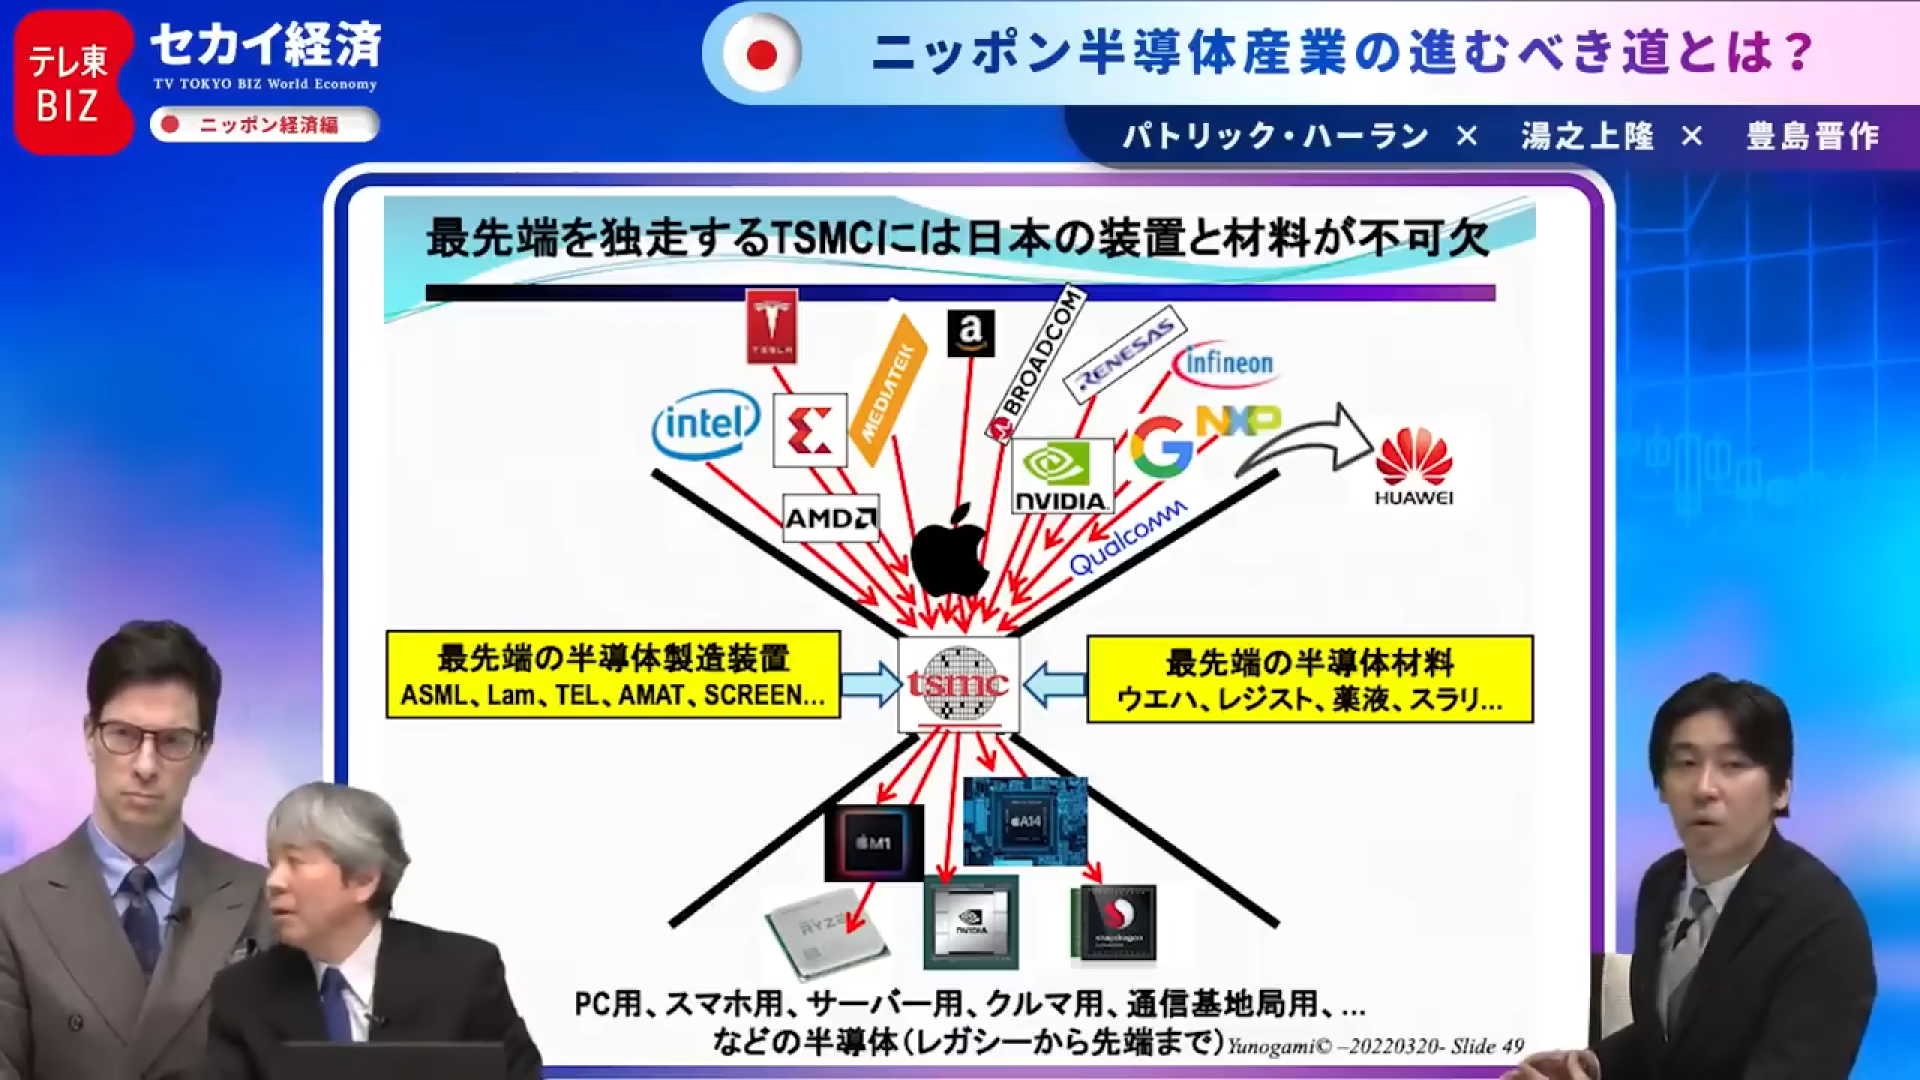 テレ東
BIZ
セカイ経済
TV TOKYO BIZ World Economy
ニッポン経済編
ニッポン半導体産業の進むべき道とは？
パトリック・ハーラン × 湯之上隆 × 豊島晋作
最先端を独走するTSMCには日本の装置と材料が不可欠
TESLA
MEDIATEK
a
BROADCOM
RENESAS
infineon
intel
AMD
NVIDIA
G
NXP
Qualcomm
HUAWEI
最先端の半導体製造装置
ASML、Lam、TEL、AMAT、SCREEN...
tsmc
最先端の半導体材料
ウエハ、レジスト、薬液、スラリ...
M1
A14
RYZEN
NVIDIA
snapdragon
PC用、スマホ用、サーバー用、クルマ用、通信基地局用、...
などの半導体（レガシーから先端まで）
Yunogami© –20220320- Slide 49